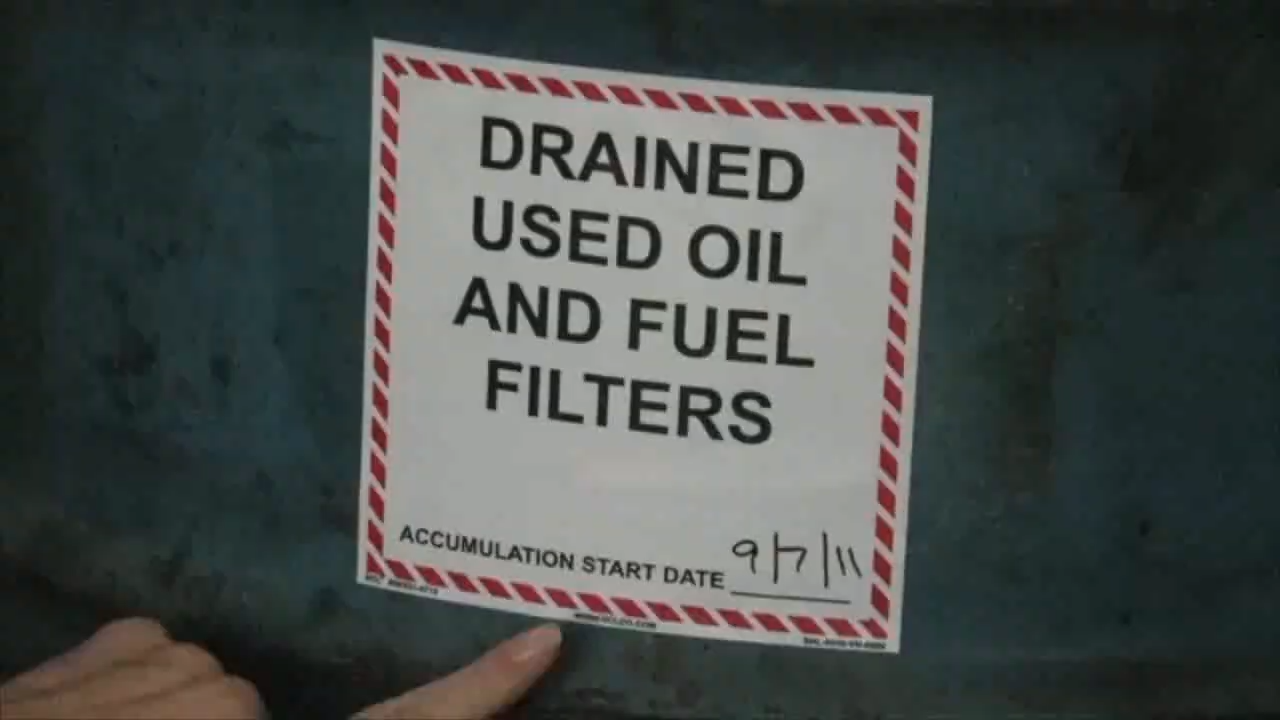 DRAINED
USED OIL
AND FUEL
FILTERS
ACCUMULATION START DATE 9/7/11